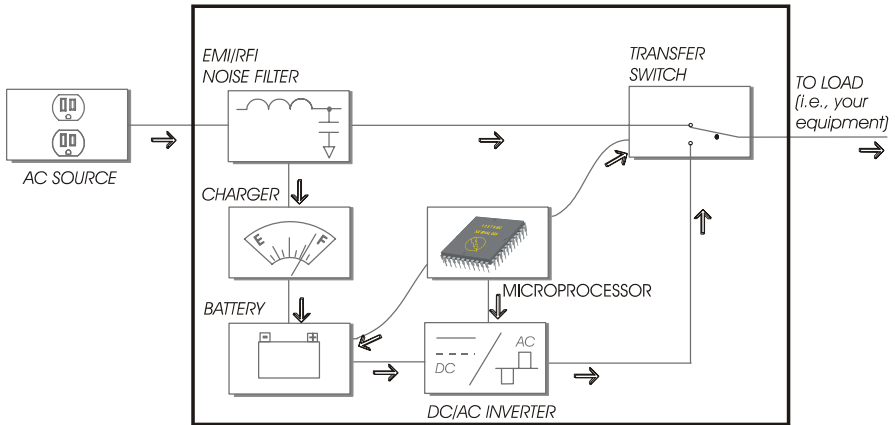 EMI/RFI
NOISE FILTER
TRANSFER
SWITCH
TO LOAD
(i.e., your
equipment)
AC SOURCE
CHARGER
E
F
MICROPROCESSOR
BATTERY
-
+
DC
AC
DC/AC INVERTER